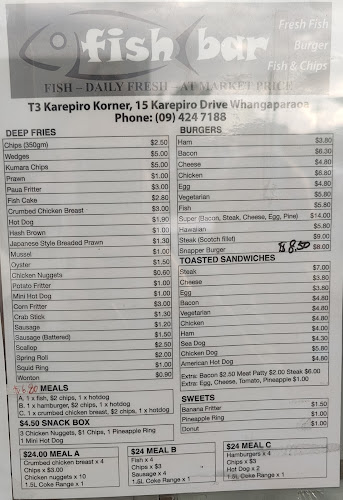 fish bar
Fresh Fish
Burger
Fish & Chips
FISH – DAILY FRESH – AT MARKET PRICE
T3 Karepiro Korner, 15 Karepiro Drive Whangaparaoa
Phone: (09) 424 7188
DEEP FRIES
Chips (350gm) $2.50
Wedges $5.00
Kumara Chips $5.00
Prawn $1.00
Paua Fritter $3.00
Fish Cake $2.80
Crumbed Chicken Breast $3.00
Hot Dog $1.90
Hash Brown $1.00
Japanese Style Breaded Prawn $1.30
Mussel $1.00
Oyster $1.50
Chicken Nuggets $0.60
Potato Fritter $1.00
Mini Hot Dog $1.00
Corn Fritter $3.00
Crab Stick $1.30
Sausage $1.20
Sausage (Battered) $1.50
Scallop $2.50
Spring Roll $2.00
Squid Ring $1.00
Wonton $0.90
MEALS
A. 1 x fish, $2 chips, 1 x hotdog
B. 1 x hamburger, $2 chips, 1 x hotdog
C. 1 x crumbed chicken breast, $2 chips, 1 x hotdog
$4.50 SNACK BOX
3 Chicken Nuggets, $1 Chips, 1 Pineapple Ring
1 Mini Hot Dog
$24.00 MEAL A
Crumbed chicken breast x 4
Chips x $3
Chicken nuggets x 10
1.5L Coke Range x 1
BURGERS
Ham $3.80
Bacon $6.30
Cheese $4.80
Chicken $6.80
Egg $4.80
Vegetarian $5.80
Fish $5.80
Super (Bacon, Steak, Cheese, Egg, Pine) $14.00
Hawaiian $5.80
Steak (Scotch fillet) $9.00
Snapper Burger $8.50 $8.00
TOASTED SANDWICHES
Steak $7.00
Cheese $3.80
Egg $3.80
Bacon $4.80
Vegetarian $4.80
Chicken $4.80
Ham $4.00
Sea Dog $4.30
Chicken Dog $5.80
American Hot Dog $4.80
Extra: Bacon $2.50 Meat Patty $2.00 Steak $6.00
Extra: Egg, Cheese, Tomato, Pineapple $1.00
SWEETS
Banana Fritter $1.50
Pineapple Ring $1.00
Donut $1.00
$24 MEAL B
Fish x 4
Chips x $3
Sausage x 4
1.5L Coke Range x 1
$24 MEAL C
Hamburgers x 4
Chips x $3
Hot Dog x 2
1.5L Coke Range x 1